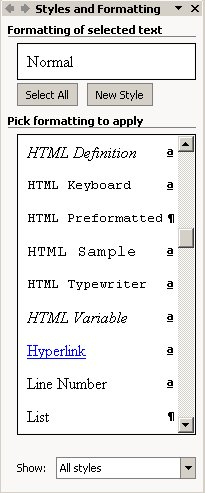 Styles and Formatting
Formatting of selected text
Normal
Select All New Style
Pick formatting to apply
HTML Definition a
HTML Keyboard a
HTML Preformatted ¶
HTML Sample a
HTML Typewriter a
HTML Variable a
Hyperlink a
Line Number a
List ¶
Show: All styles